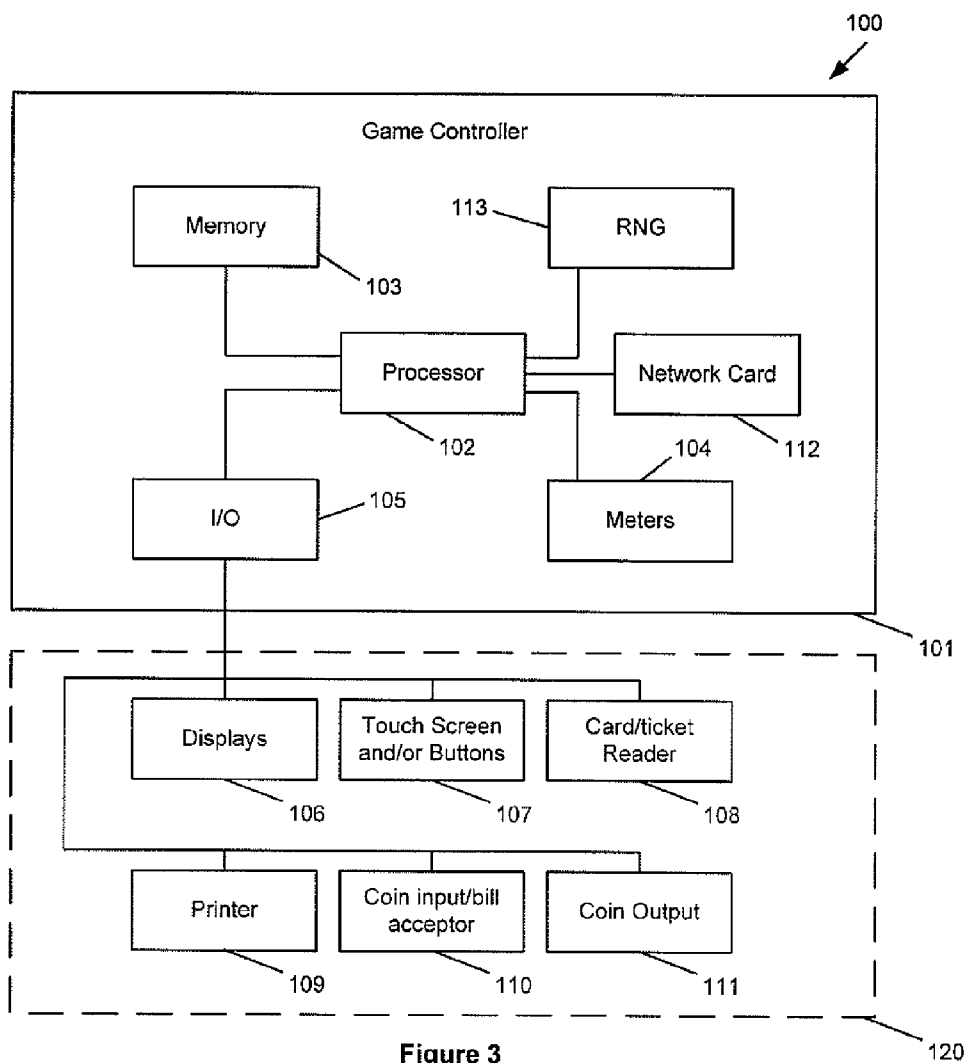 100
Game Controller
Memory
103
113
RNG
Processor
102
Network Card
112
I/O
105
104
Meters
101
Displays
106
Touch Screen
and/or Buttons
107
Card/ticket
Reader
108
Printer
109
Coin input/bill
acceptor
110
Coin Output
111
120
Figure 3